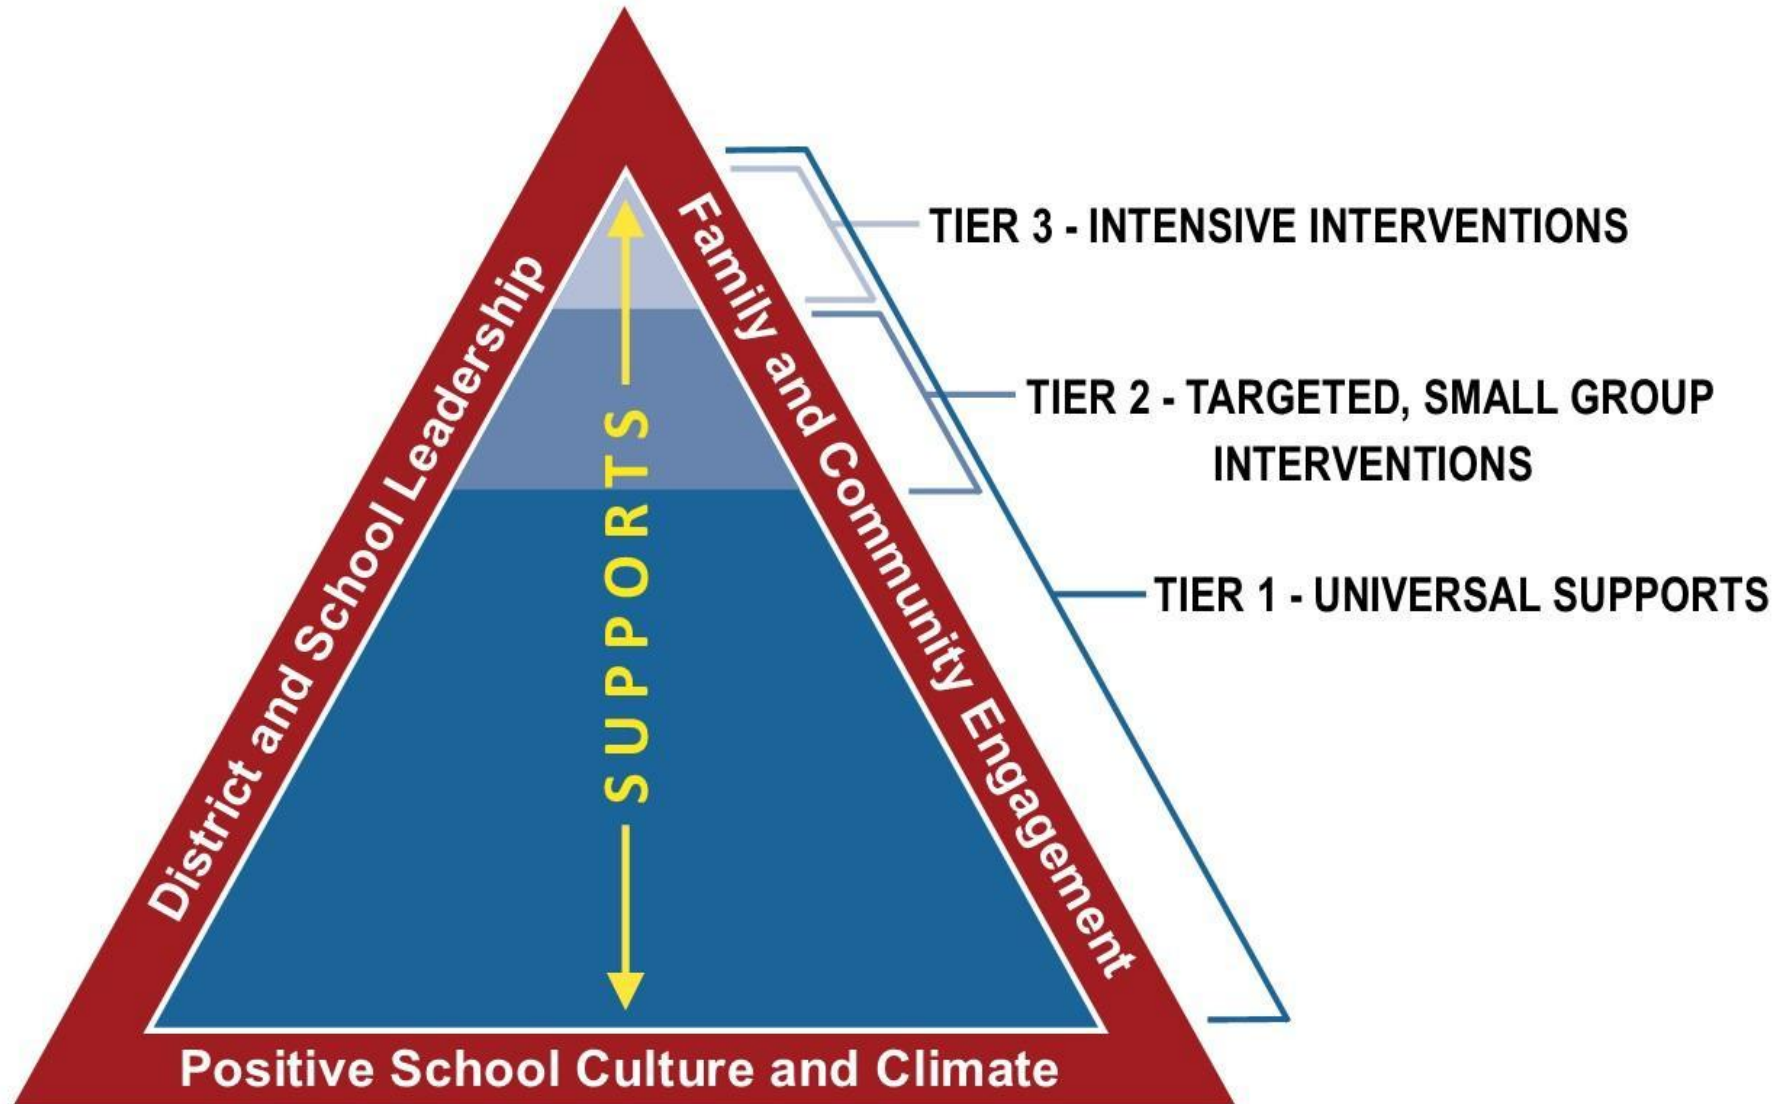 District and School Leadership
Family and Community Engagement
SUPPORTS
Positive School Culture and Climate
TIER 3 - INTENSIVE INTERVENTIONS
TIER 2 - TARGETED, SMALL GROUP
INTERVENTIONS
TIER 1 - UNIVERSAL SUPPORTS